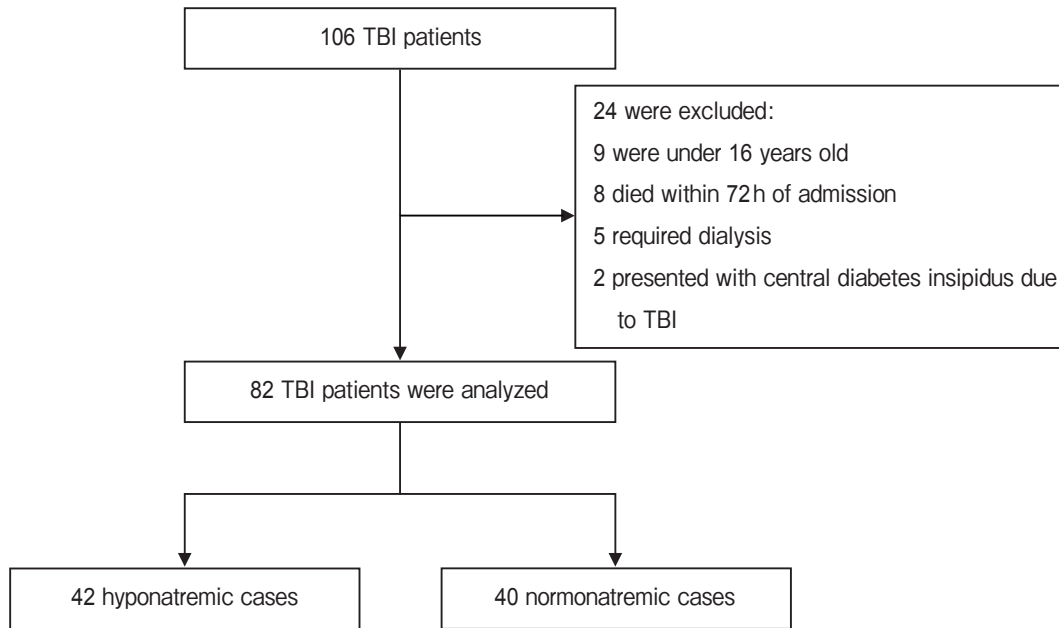 106 TBI patients
24 were excluded:
9 were under 16 years old
8 died within 72h of admission
5 required dialysis
2 presented with central diabetes insipidus due
to TBI
82 TBI patients were analyzed
42 hyponatremic cases
40 normonatremic cases